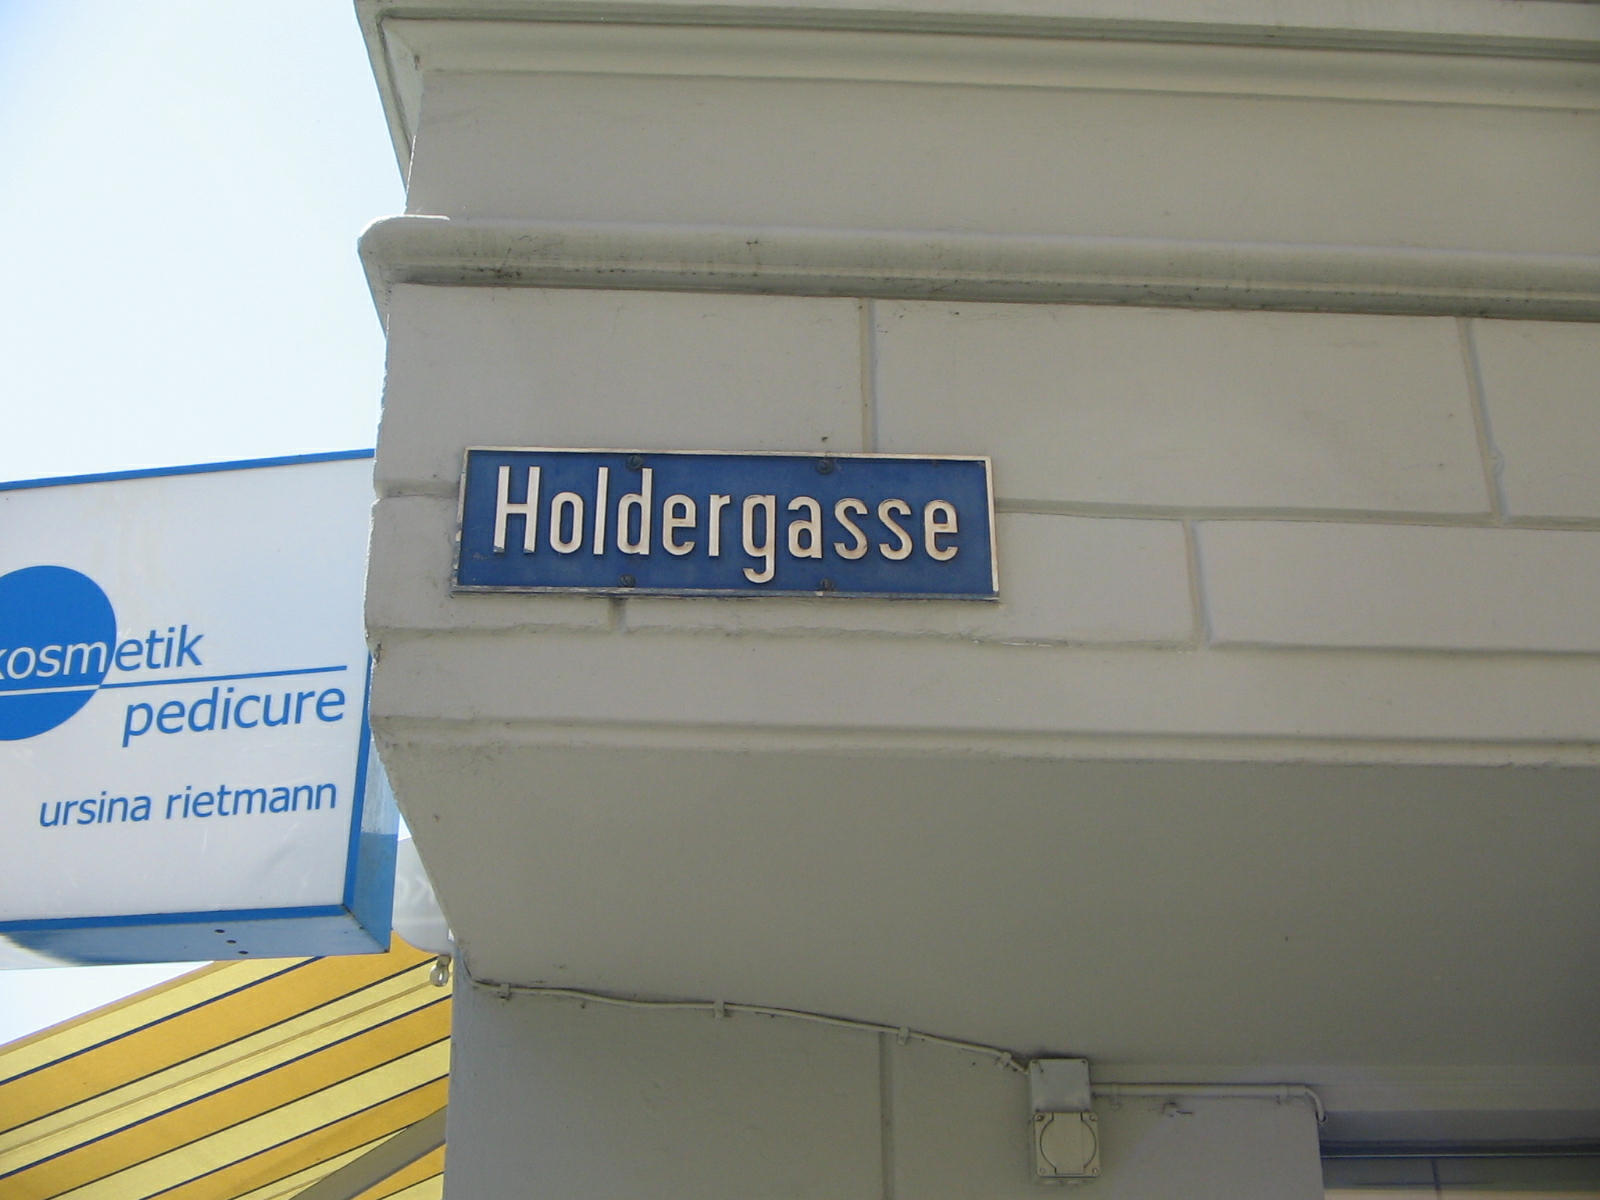 Holdergasse
kosmetik
pedicure
ursina rietmann